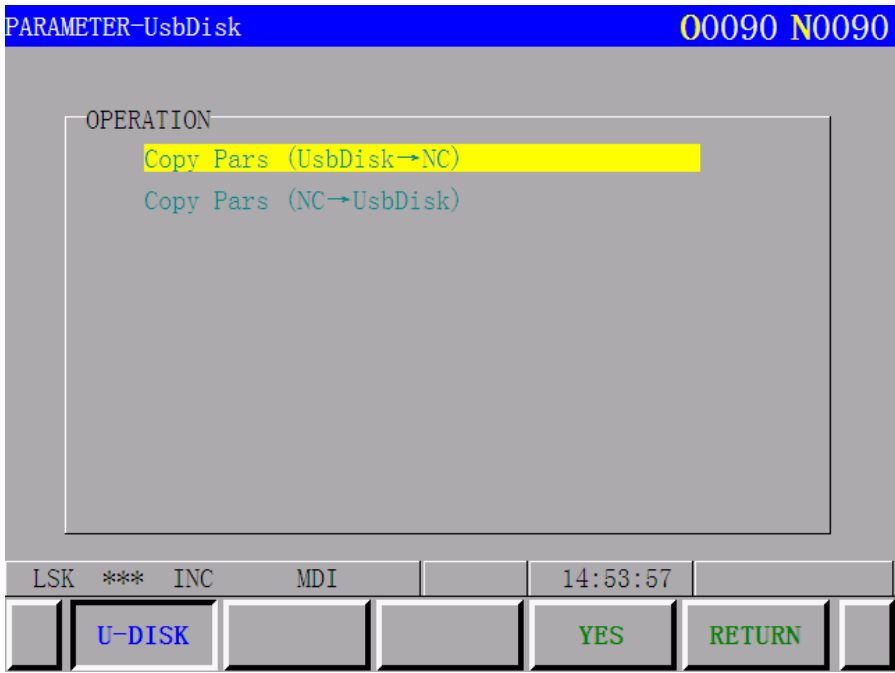 PARAMETER-UsbDisk O0090 N0090
OPERATION
Copy Pars (UsbDisk→NC)
Copy Pars (NC→UsbDisk)
LSK *** INC MDI 14:53:57
U-DISK YES RETURN